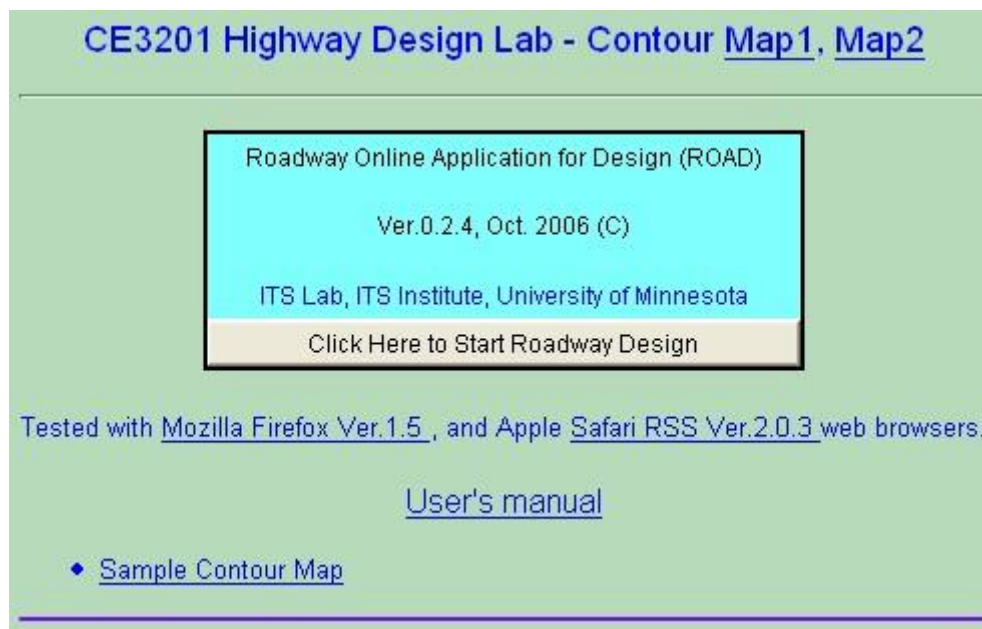 CE3201 Highway Design Lab - Contour Map1, Map2
Roadway Online Application for Design (ROAD)
Ver.0.2.4, Oct. 2006 (C)
ITS Lab, ITS Institute, University of Minnesota
Click Here to Start Roadway Design
Tested with Mozilla Firefox Ver.1.5 , and Apple Safari RSS Ver.2.0.3 web browsers.
User's manual
Sample Contour Map